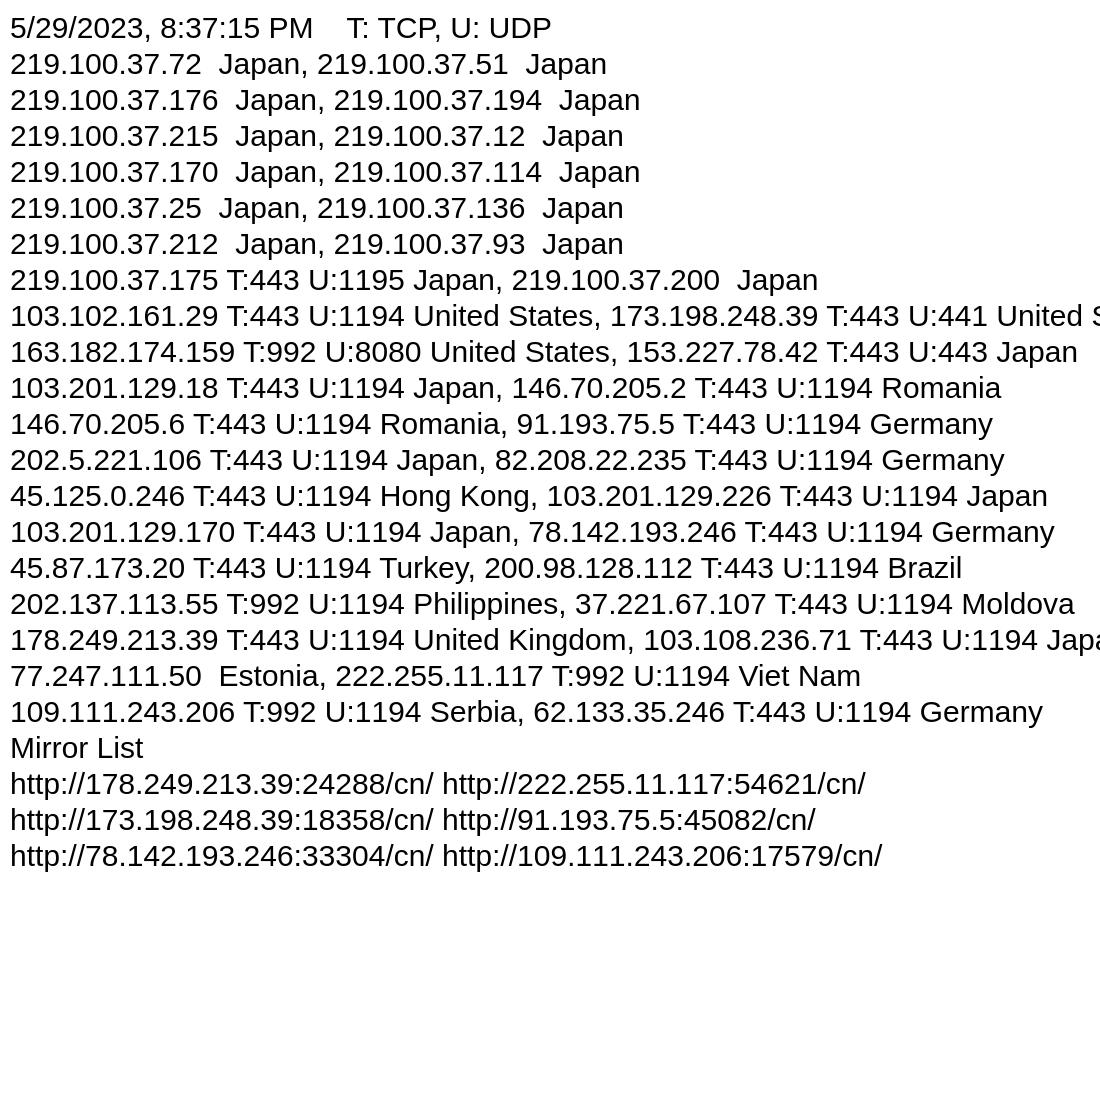 5/29/2023, 8:37:15 PM    T: TCP, U: UDP
219.100.37.72  Japan, 219.100.37.51  Japan
219.100.37.176  Japan, 219.100.37.194  Japan
219.100.37.215  Japan, 219.100.37.12  Japan
219.100.37.170  Japan, 219.100.37.114  Japan
219.100.37.25  Japan, 219.100.37.136  Japan
219.100.37.212  Japan, 219.100.37.93  Japan
219.100.37.175 T:443 U:1195 Japan, 219.100.37.200  Japan
103.102.161.29 T:443 U:1194 United States, 173.198.248.39 T:443 U:441 United S
163.182.174.159 T:992 U:8080 United States, 153.227.78.42 T:443 U:443 Japan
103.201.129.18 T:443 U:1194 Japan, 146.70.205.2 T:443 U:1194 Romania
146.70.205.6 T:443 U:1194 Romania, 91.193.75.5 T:443 U:1194 Germany
202.5.221.106 T:443 U:1194 Japan, 82.208.22.235 T:443 U:1194 Germany
45.125.0.246 T:443 U:1194 Hong Kong, 103.201.129.226 T:443 U:1194 Japan
103.201.129.170 T:443 U:1194 Japan, 78.142.193.246 T:443 U:1194 Germany
45.87.173.20 T:443 U:1194 Turkey, 200.98.128.112 T:443 U:1194 Brazil
202.137.113.55 T:992 U:1194 Philippines, 37.221.67.107 T:443 U:1194 Moldova
178.249.213.39 T:443 U:1194 United Kingdom, 103.108.236.71 T:443 U:1194 Japa
77.247.111.50  Estonia, 222.255.11.117 T:992 U:1194 Viet Nam
109.111.243.206 T:992 U:1194 Serbia, 62.133.35.246 T:443 U:1194 Germany
Mirror List
http://178.249.213.39:24288/cn/ http://222.255.11.117:54621/cn/
http://173.198.248.39:18358/cn/ http://91.193.75.5:45082/cn/
http://78.142.193.246:33304/cn/ http://109.111.243.206:17579/cn/